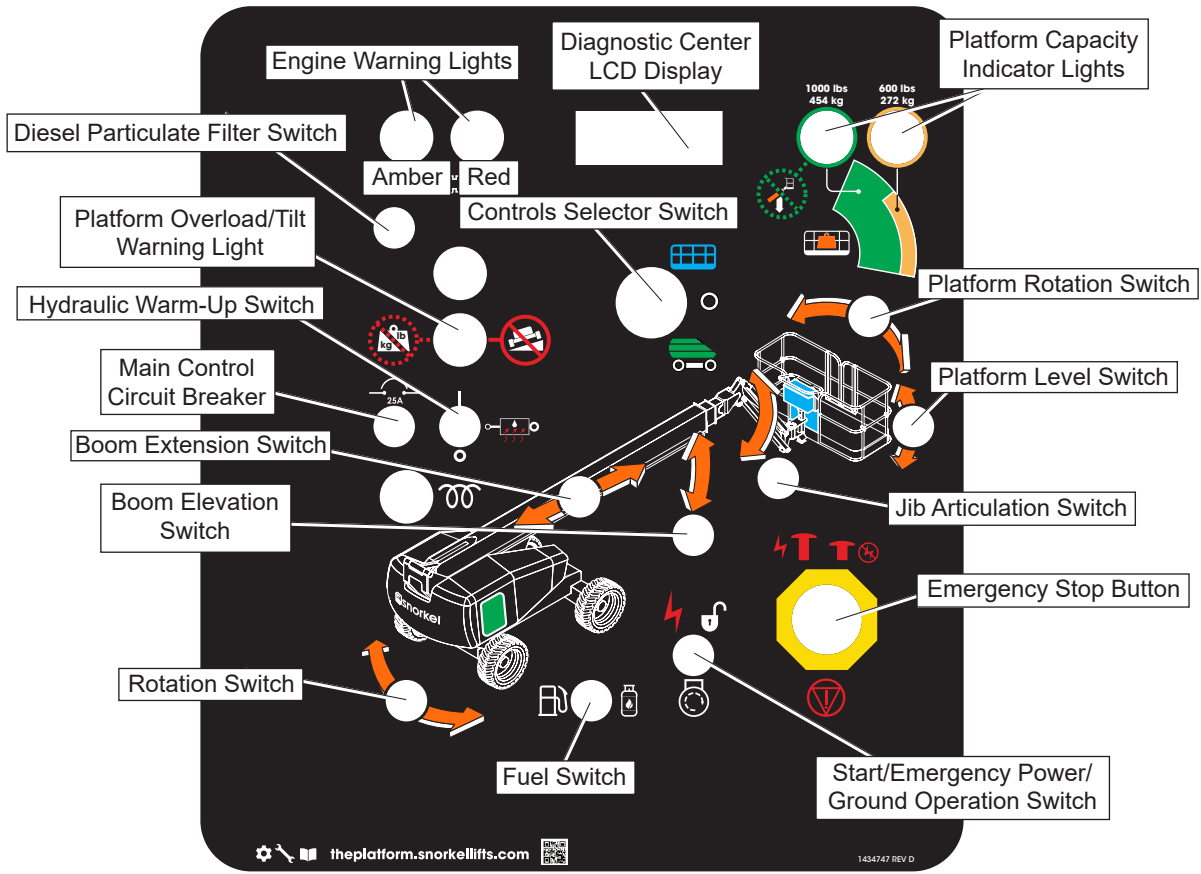 Engine Warning Lights
Diagnostic Center
LCD Display
Platform Capacity
Indicator Lights
1000 lbs
454 kg
600 lbs
272 kg
Diesel Particulate Filter Switch
Amber
Red
Controls Selector Switch
Platform Overload/Tilt
Warning Light
Platform Rotation Switch
Hydraulic Warm-Up Switch
lb
kg
Main Control
Circuit Breaker
25A
Platform Level Switch
Boom Extension Switch
Boom Elevation
Switch
Jib Articulation Switch
Emergency Stop Button
snorkel
Rotation Switch
Fuel Switch
Start/Emergency Power/
Ground Operation Switch
theplatform.snorkellifts.com
1434747 REV D